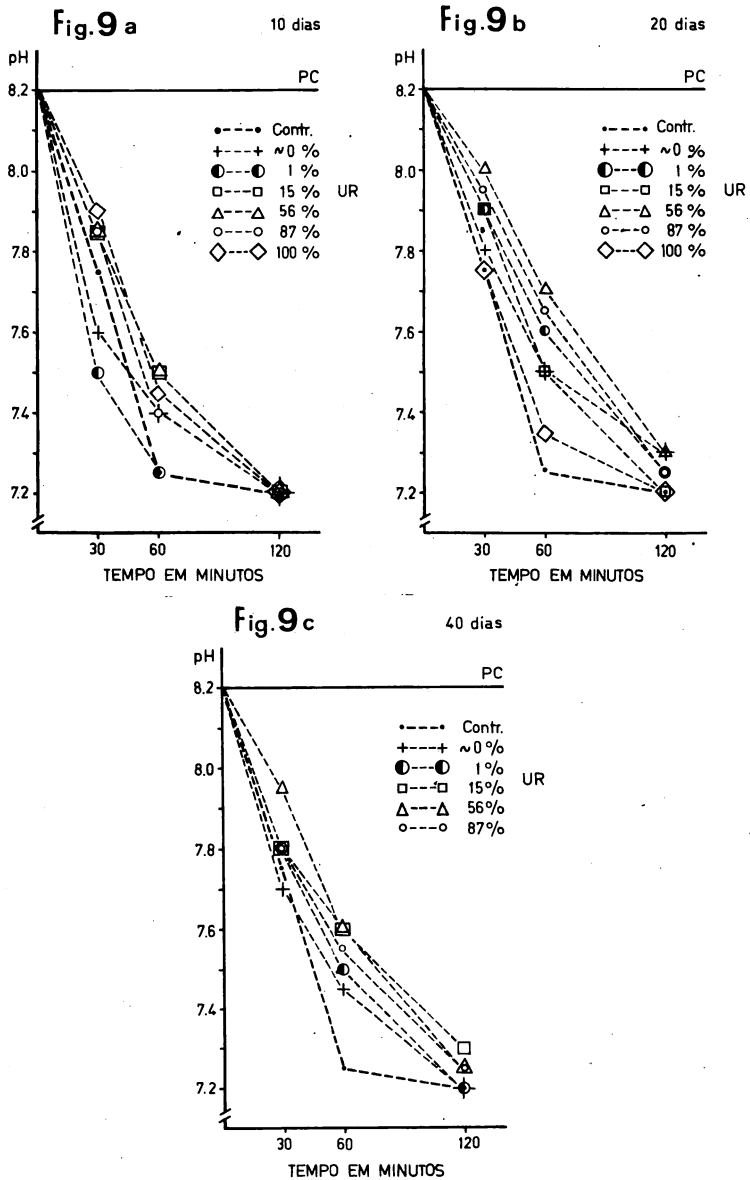 Fig.9 a 10 dias
pH
PC
8.2
8.0
7.8
7.6
7.4
7.2
Contr.
~0 %
1 %
15 % UR
56 %
87 %
100 %
30 60 120
TEMPO EM MINUTOS
Fig.9 b 20 dias
pH
PC
8.2
8.0
7.8
7.6
7.4
7.2
Contr.
~0 %
1 %
15 % UR
56 %
87 %
100 %
30 60 120
TEMPO EM MINUTOS
Fig.9 c 40 dias
pH
PC
8.2
8.0
7.8
7.6
7.4
7.2
Contr.
~0 %
1 %
15 % UR
56 %
87 %
30 60 120
TEMPO EM MINUTOS